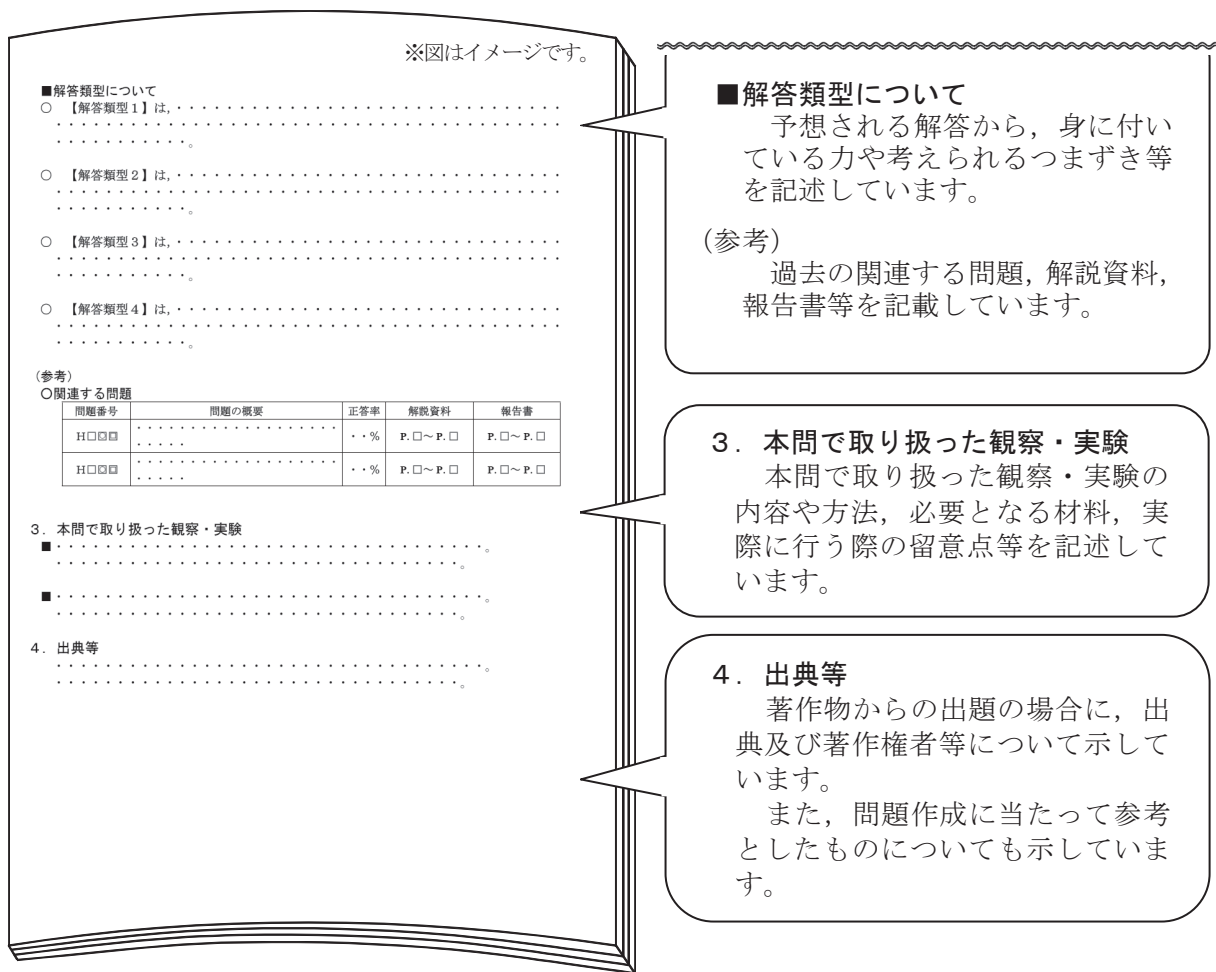 ※図はイメージです。
■解答類型について
○ 【解答類型1】は,・・・・・・・・・・・・・・・・・・・・・・・・・・・・・・・
・・・・・・・・・・・・・・・・・・・・・・・・・・・・・・・・・・・・・・・・
・・・・・・・・・・・。
○ 【解答類型2】は,・・・・・・・・・・・・・・・・・・・・・・・・・・・・・・・
・・・・・・・・・・・・・・・・・・・・・・・・・・・・・・・・・・・・・・・・
・・・・・・・・・・・。
○ 【解答類型3】は,・・・・・・・・・・・・・・・・・・・・・・・・・・・・・・・
・・・・・・・・・・・・・・・・・・・・・・・・・・・・・・・・・・・・・・・・
・・・・・・・・・・・。
○ 【解答類型4】は,・・・・・・・・・・・・・・・・・・・・・・・・・・・・・・・
・・・・・・・・・・・・・・・・・・・・・・・・・・・・・・・・・・・・・・・・
・・・・・・・・・・・。
(参考)
○関連する問題
問題番号 問題の概要 正答率 解説資料 報告書
H□回回 ・・・・・・・・・・・・・・・・・・・ ・・% P.□~P.□ P.□~P.□
・・・・・
H□回回 ・・・・・・・・・・・・・・・・・・・ ・・% P.□~P.□ P.□~P.□
・・・・・
3.本問で取り扱った観察・実験
■・・・・・・・・・・・・・・・・・・・・・・・・・・・・・・・・・・。
・・・・・・・・・・・・・・・・・・・・・・・・・・・・・・・・。
■・・・・・・・・・・・・・・・・・・・・・・・・・・・・・・・・・・。
・・・・・・・・・・・・・・・・・・・・・・・・・・・・・・・・。
4.出典等
・・・・・・・・・・・・・・・・・・・・・・・・・・・・・・・・・・。
・・・・・・・・・・・・・・・・・・・・・・・・・・・・・・・・。
■解答類型について
予想される解答から,身に付い
ている力や考えられるつまずき等
を記述しています。
(参考)
過去の関連する問題,解説資料,
報告書等を記載しています。
3.本問で取り扱った観察・実験
本問で取り扱った観察・実験の
内容や方法,必要となる材料,実
際に行う際の留意点等を記述して
います。
4.出典等
著作物からの出題の場合に,出
典及び著作権者等について示して
います。
また,問題作成に当たって参考
としたものについても示していま
す。